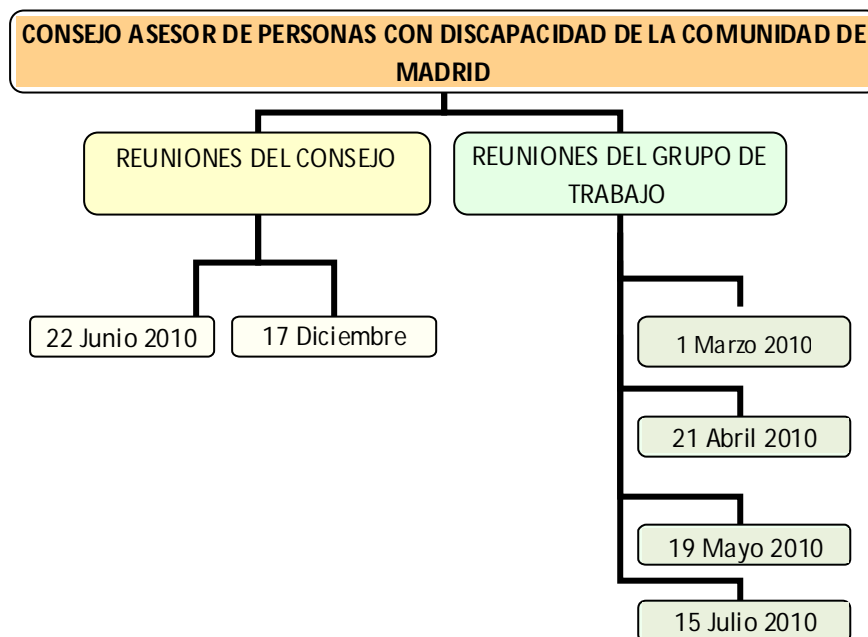 CONSEJO ASESOR DE PERSONAS CON DISCAPACIDAD DE LA COMUNIDAD DE
MADRID
REUNIONES DEL CONSEJO
REUNIONES DEL GRUPO DE
TRABAJO
22 Junio 2010
17 Diciembre
1 Marzo 2010
21 Abril 2010
19 Mayo 2010
15 Julio 2010